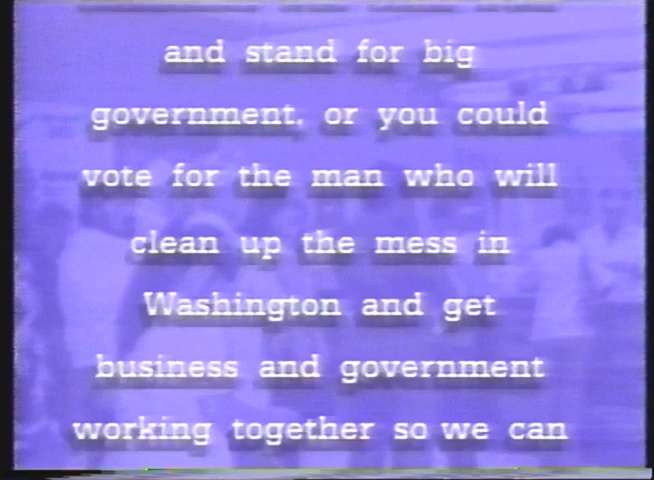 and stand for big
government, or you could
vote for the man who will
clean up the mess in
Washington and get
business and government
working together so we can